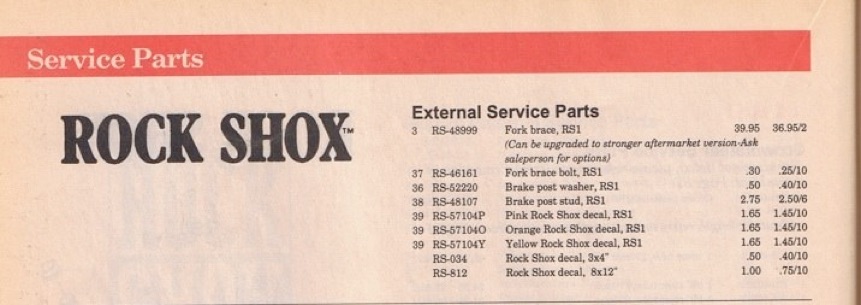 Service Parts
ROCK SHOX™
External Service Parts
3 RS-48999 Fork brace, RS1 39.95 36.95/2
(Can be upgraded to stronger aftermarket version-Ask
saleperson for options)
37 RS-46161 Fork brace bolt, RS1 .30 .25/10
36 RS-52220 Brake post washer, RS1 .50 .40/10
38 RS-48107 Brake post stud, RS1 2.75 2.50/6
39 RS-57104P Pink Rock Shox decal, RS1 1.65 1.45/10
39 RS-57104O Orange Rock Shox decal, RS1 1.65 1.45/10
39 RS-57104Y Yellow Rock Shox decal, RS1 1.65 1.45/10
RS-034 Rock Shox decal, 3x4" .50 .40/10
RS-812 Rock Shox decal, 8x12" 1.00 .75/10